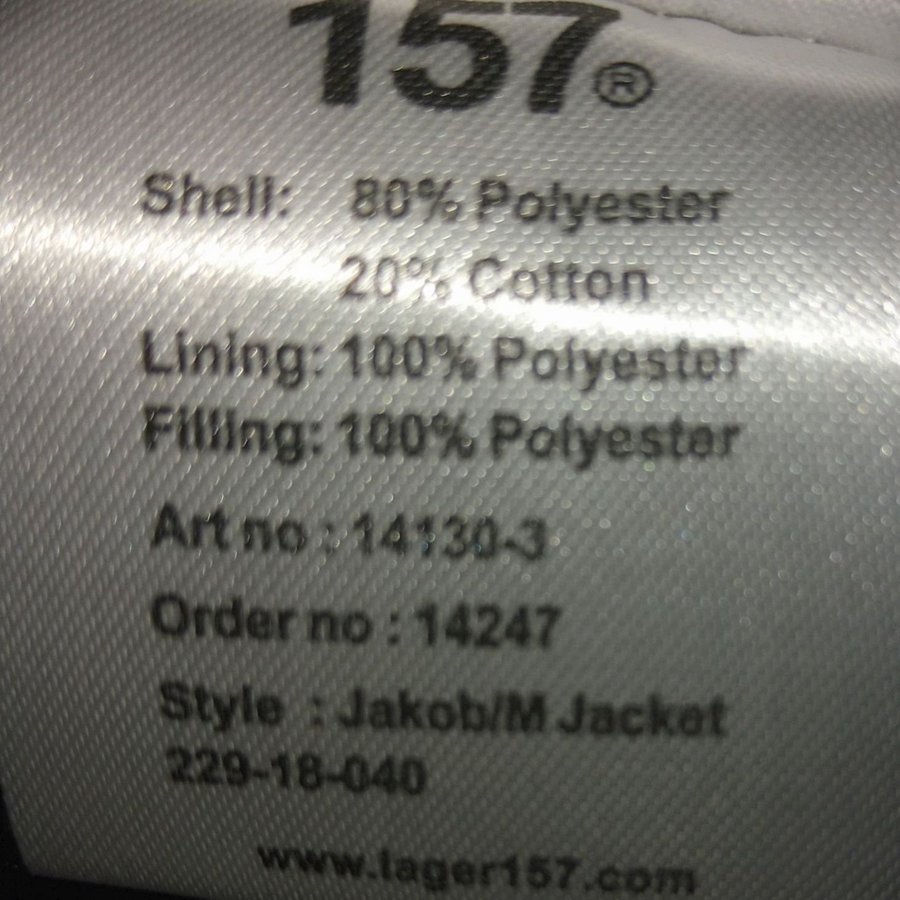 157®
Shell: 80% Polyester
20% Cotton
Lining: 100% Polyester
Filling: 100% Polyester
Art no : 14130-3
Order no : 14247
Style : Jakob/M Jacket
229-18-040
www.lager157.com